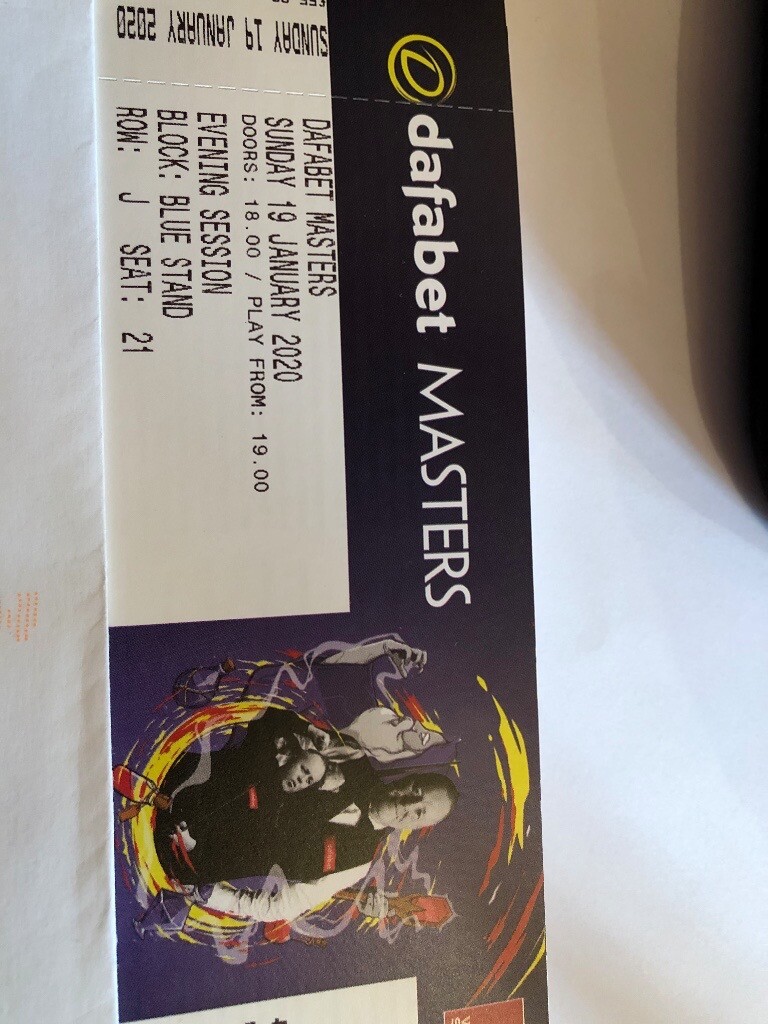 dafabet MASTERS
DAFABET MASTERS
SUNDAY 19 JANUARY 2020
DOORS: 18.00 / PLAY FROM: 19.00
EVENING SESSION
BLOCK: BLUE STAND
ROW: J SEAT: 21
SUNDAY 19 JANUARY 2020